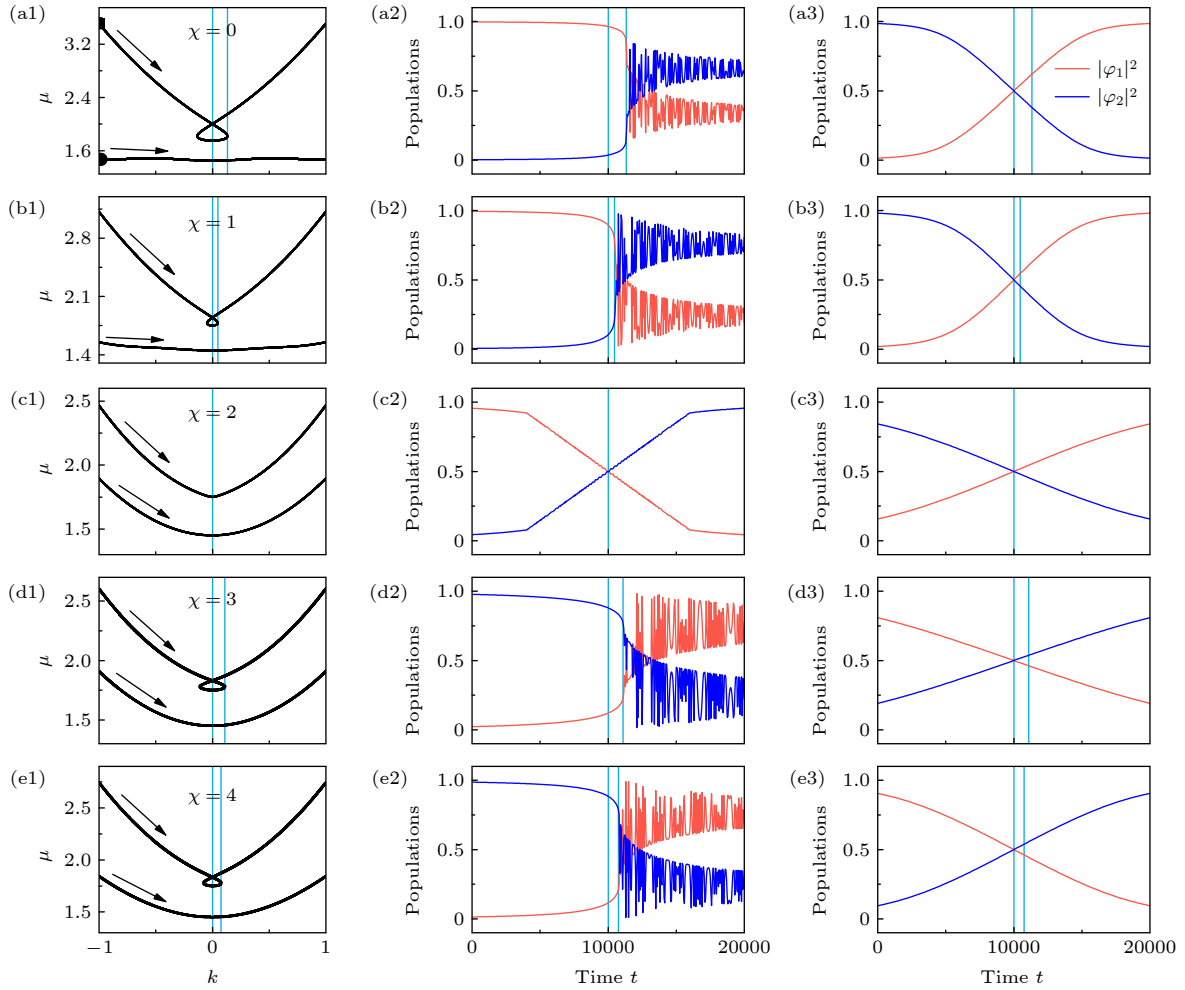 (a1)
μ
3.2
2.4
1.6
χ = 0
(a2)
Populations
1.0
0.5
0
(a3)
Populations
1.0
0.5
0
|φ₁|²
|φ₂|²
(b1)
μ
2.8
2.1
1.4
χ = 1
(b2)
Populations
1.0
0.5
0
(b3)
Populations
1.0
0.5
0
(c1)
μ
2.5
2.0
1.5
χ = 2
(c2)
Populations
1.0
0.5
0
(c3)
Populations
1.0
0.5
0
(d1)
μ
2.5
2.0
1.5
χ = 3
(d2)
Populations
1.0
0.5
0
(d3)
Populations
1.0
0.5
0
(e1)
μ
2.5
2.0
1.5
χ = 4
−1 0 1
k
(e2)
Populations
1.0
0.5
0
0 10000 20000
Time t
(e3)
Populations
1.0
0.5
0
0 10000 20000
Time t